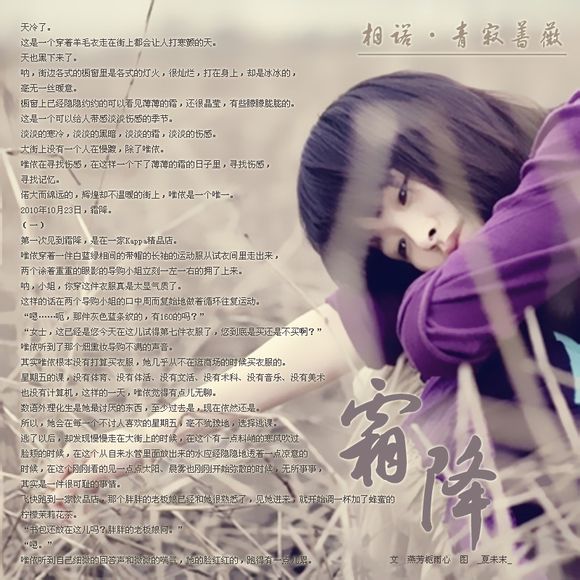 相诺·青寂蔷薇
天冷了。
这是一个穿着羊毛衣走在街上都会让人打寒颤的天。
天也黑下来了。
呐，街边各式的橱窗里是各式的灯火，很灿烂，打在身上，却是冰冰的，
毫无一丝暖意。
橱窗上已经隐隐约约的可以看见薄薄的霜，还很晶莹，有些朦朦胧胧的。
这是一个可以给人带感淡淡伤感的季节。
淡淡的寒冷，淡淡的黑暗，淡淡的霜，淡淡的伤感。
大街上没有一个人在慢踱，除了唯依。
唯依在寻找伤感，在这样一个下了薄薄的霜的日子里，寻找伤感，
寻找记忆。
偌大而绵远的，辉煌却不温暖的街上，唯依是一个唯一。
2010年10月23日，霜降。
（一）
第一次见到霜降，是在一家Kappa精品店。
唯依穿着一件白蓝绿相间的带帽的长袖的运动服从试衣间里走出来，
两个涂着重重的眼影的导购小姐立刻一左一右的拥了上来。
呐，小姐，你穿这件衣服真是太显气质了。
这样的话在两个导购小姐的口中周而复始地做着循环往复运动。
“嗯……呃，那件灰色蓝条纹的，有160的吗？”
“女士，这已经是您今天在这儿试得第七件衣服了，您到底是买还是不买啊？”
唯依听到了那个烟熏妆导购不满的声音。
其实唯依根本没有打算买衣服，她几乎从不在逛商场的时候买衣服的。
星期五的课，没有体育、没有体活、没有文活、没有术科、没有音乐、没有美术
也没有计算机，这样的一天，唯依觉得有点儿无聊。
数语外理化生是她最讨厌的东西，至少过去是，现在依然是。
所以，她会在每一个不讨人喜欢的星期五，毫不犹豫地，选择逃课。
逃了以后，却发现慢慢走在大街上的时候，在这个有一点料峭的寒风吹过
脸颊的时候，在这个从自来水管里面放出来的水应经隐隐地透着一点凉意的
时候，在这个刚刚看的见一点点太阳、晨雾也刚刚开始弥散的时候，无所事事，
其实是一件很可耻的事情。
飞快跑到一家饮品店。那个胖胖的老板娘已经和她很熟悉了，见她进来，就开始调一杯加了蜂蜜的
柠檬茉莉花茶。
“书包还放在这儿吗？胖胖的老板娘问。”
“嗯。”
唯依听到自己细微的回答声和微微的喘气，她的脸红红的，跑得有一点儿
霜降
文 燕芳栀雨心 图 _夏未末_